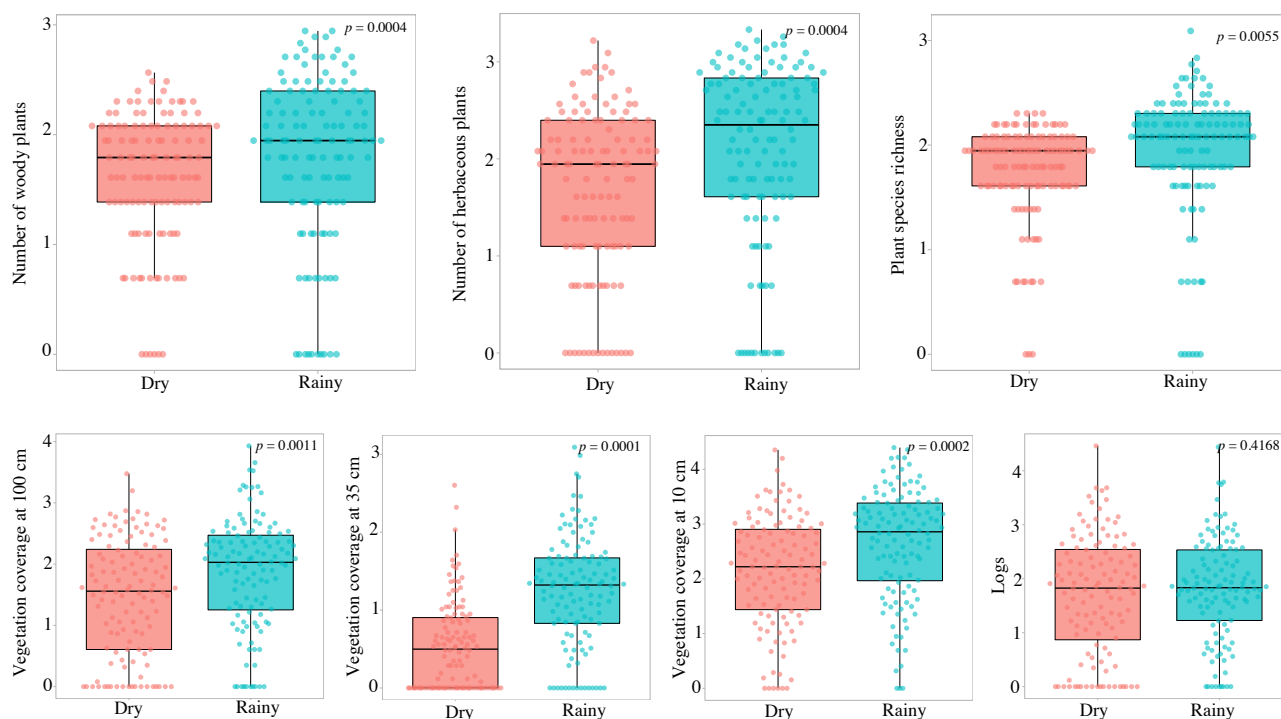 Number of woody plants
3
2
1
0
p = 0.0004
Dry
Rainy
Number of herbaceous plants
3
2
1
0
p = 0.0004
Dry
Rainy
Plant species richness
3
2
1
0
p = 0.0055
Dry
Rainy
Vegetation coverage at 100 cm
4
3
2
1
0
p = 0.0011
Dry
Rainy
Vegetation coverage at 35 cm
3
2
1
0
p = 0.0001
Dry
Rainy
Vegetation coverage at 10 cm
4
3
2
1
0
p = 0.0002
Dry
Rainy
Logs
4
3
2
1
0
p = 0.4168
Dry
Rainy